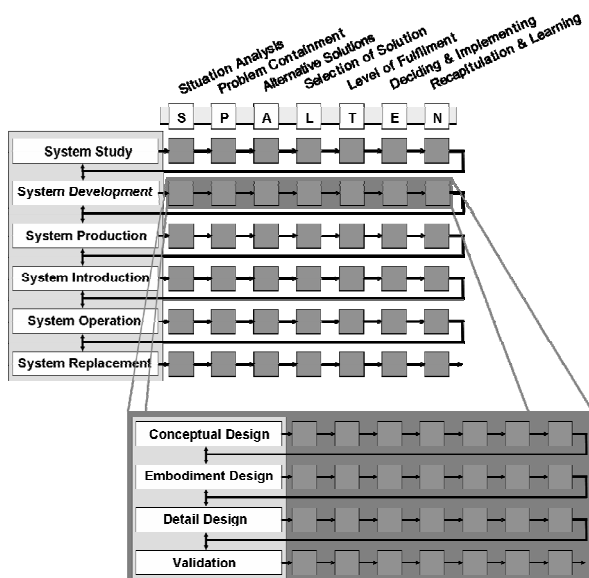 Situation Analysis
Problem Containment
Alternative Solutions
Selection of Solution
Level of Fulfilment
Deciding & Implementing
Recapitulation & Learning
S P A L T E N
System Study
System Development
System Production
System Introduction
System Operation
System Replacement
Conceptual Design
Embodiment Design
Detail Design
Validation